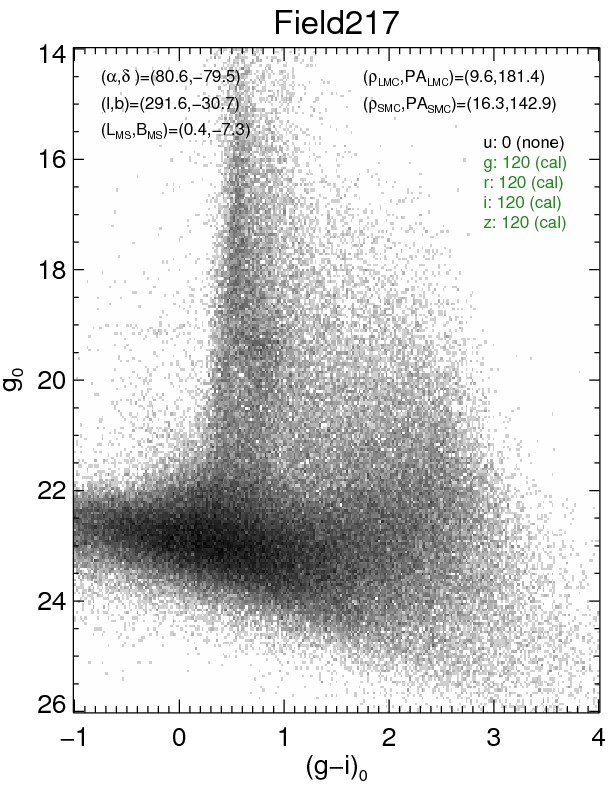 Field217
(α,δ)=(80.6,−79.5)
(ρLMC,PALMC)=(9.6,181.4)
(l,b)=(291.6,−30.7)
(ρSMC,PASMC)=(16.3,142.9)
(LMS,BMS)=(0.4,−7.3)
u: 0 (none)
g: 120 (cal)
r: 120 (cal)
i: 120 (cal)
z: 120 (cal)
14
16
18
20
22
24
26
g0
−1 0 1 2 3 4
(g−i)0